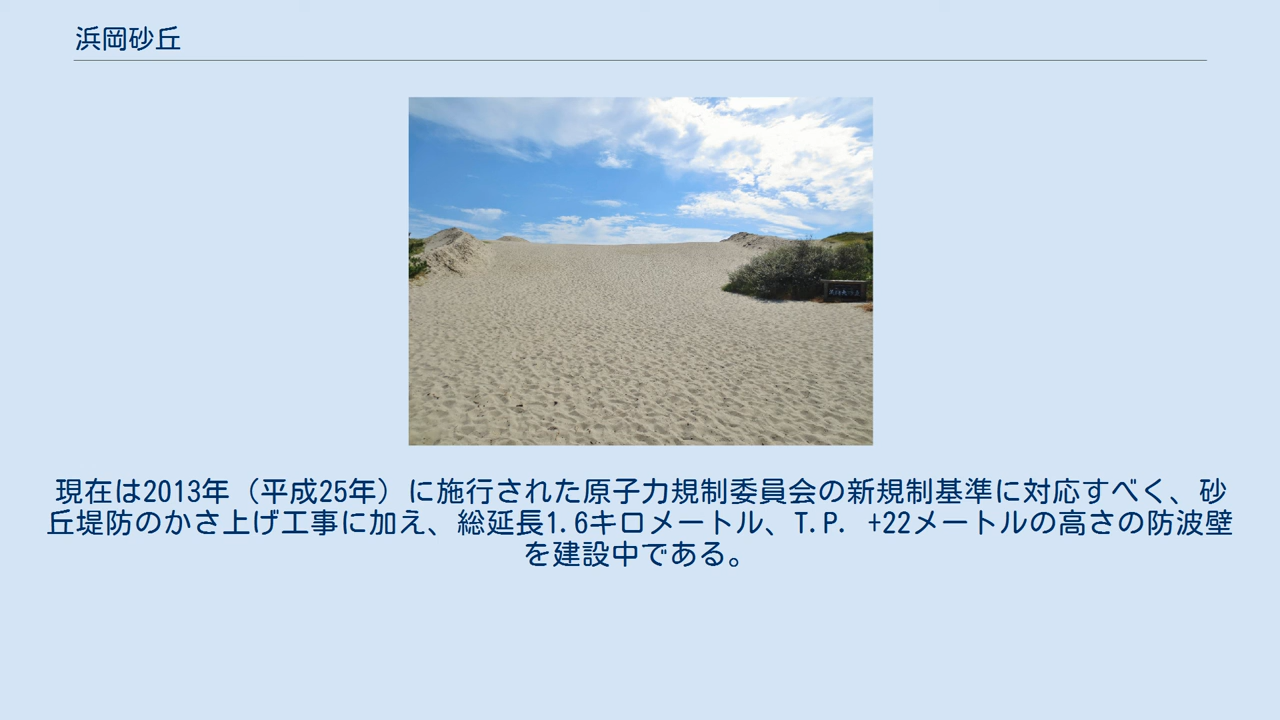 浜岡砂丘
現在は2013年（平成25年）に施行された原子力規制委員会の新規制基準に対応すべく、砂
丘堤防のかさ上げ工事に加え、総延長1.6キロメートル、T.P. +22メートルの高さの防波壁
を建設中である。